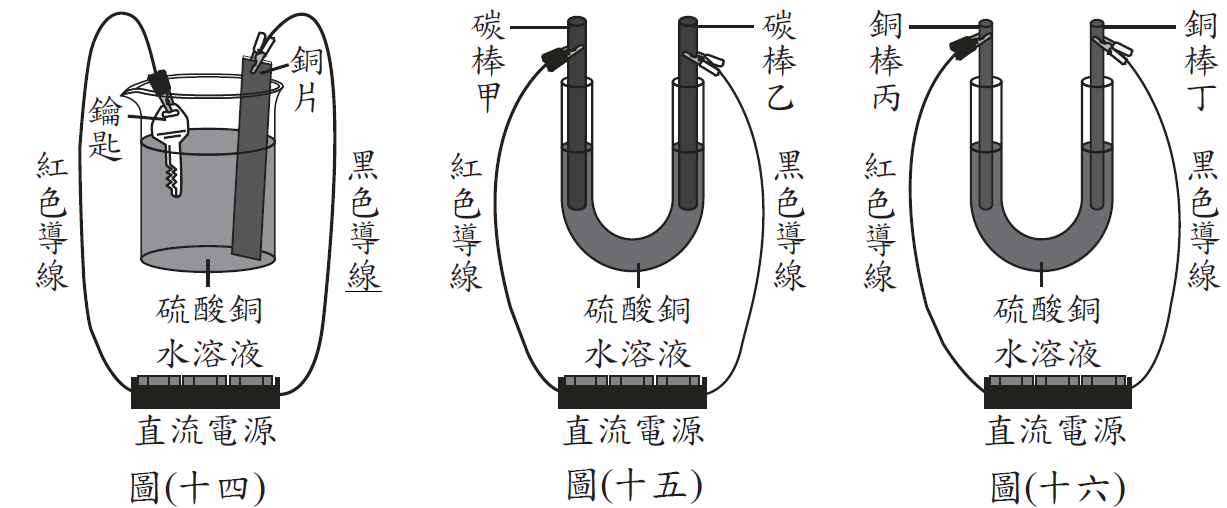 鑰匙
銅片
紅色導線
黑色導線
硫酸銅
水溶液
直流電源
圖(十四)
碳棒甲
碳棒乙
紅色導線
黑色導線
硫酸銅
水溶液
直流電源
圖(十五)
銅棒丙
銅棒丁
紅色導線
黑色導線
硫酸銅
水溶液
直流電源
圖(十六)